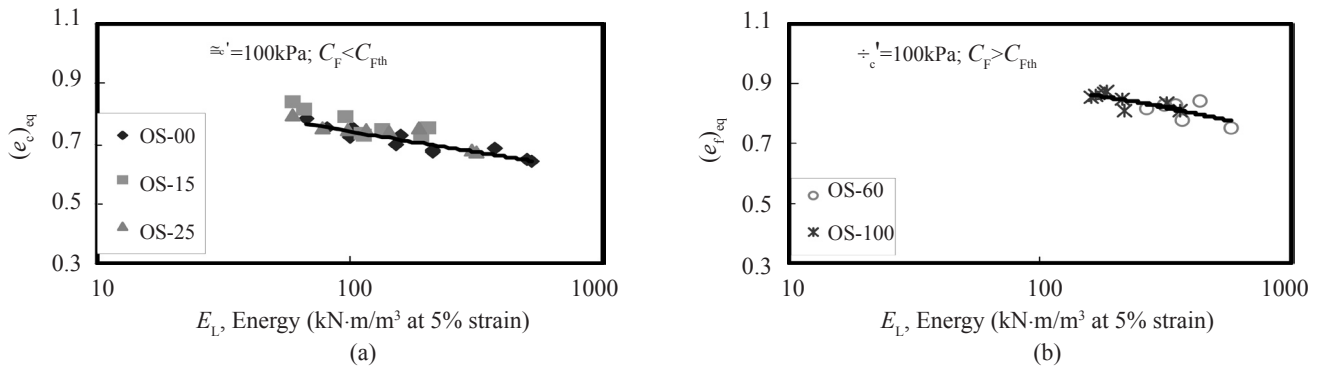 1.1
0.9
0.7
0.5
0.3
(e_c)_eq
≅_c'=100kPa; C_F<C_Fth
OS-00
OS-15
OS-25
10
100
1000
E_L, Energy (kN·m/m³ at 5% strain)
(a)
1.1
0.9
0.7
0.5
0.3
(e_f)_eq
÷_c'=100kPa; C_F>C_Fth
OS-60
OS-100
10
100
1000
E_L, Energy (kN·m/m³ at 5% strain)
(b)